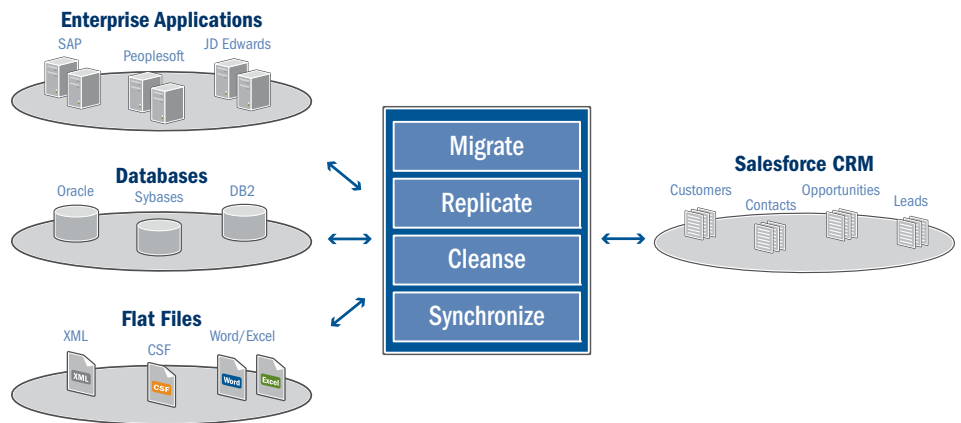 Enterprise Applications
SAP
Peoplesoft
JD Edwards
Databases
Oracle
Sybases
DB2
Flat Files
XML
CSF
Word/Excel
XML
CSF
Word
Excel
Migrate
Replicate
Cleanse
Synchronize
Salesforce CRM
Customers
Contacts
Opportunities
Leads